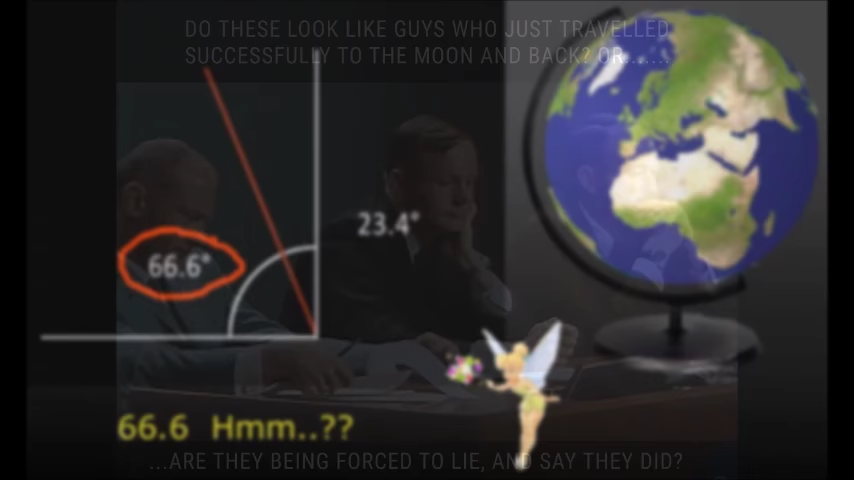 DO THESE LOOK LIKE GUYS WHO JUST TRAVELLED
SUCCESSFULLY TO THE MOON AND BACK? OR......
23.4°
66.6°
66.6 Hmm..??
...ARE THEY BEING FORCED TO LIE, AND SAY THEY DID?